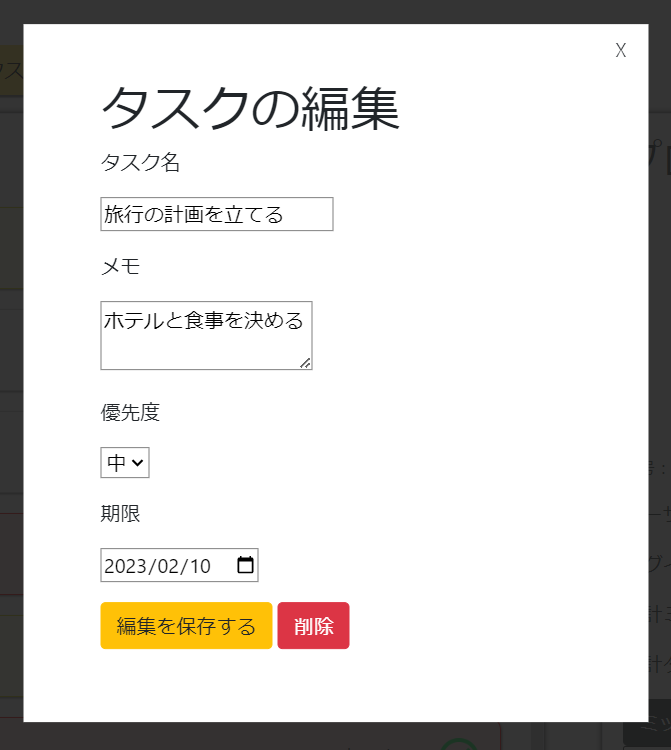 X
タスクの編集
タスク名
旅行の計画を立てる
メモ
ホテルと食事を決める
優先度
中
期限
2023/02/10
編集を保存する 削除